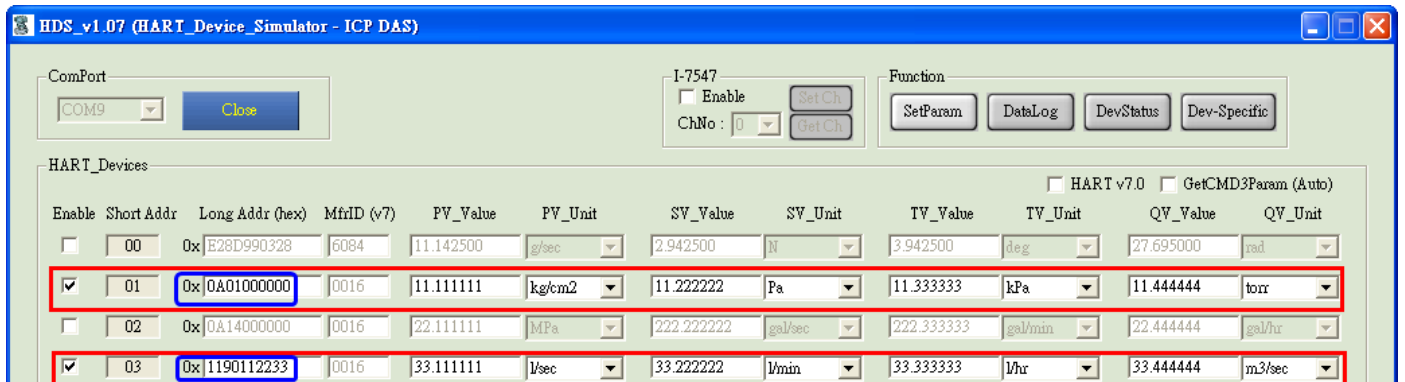 HDS_v1.07 (HART_Device_Simulator - ICP DAS)
ComPort I-7547 Function
COM9 Close Enable Set Ch SetParam DataLog DevStatus Dev-Specific
ChNo : 0 Get Ch
HART_Devices
HART v7.0 GetCMD3Param (Auto)
Enable Short Addr Long Addr (hex) MfrID (v7) PV_Value PV_Unit SV_Value SV_Unit TV_Value TV_Unit QV_Value QV_Unit
00 0x E28D990328 6084 11.142500 g/sec 2.942500 N 3.942500 deg 27.695000 rad
01 0x 0A01000000 0016 11.111111 kg/cm2 11.222222 Pa 11.333333 kPa 11.444444 torr
02 0x 0A14000000 0016 22.111111 MPa 222.222222 gal/sec 222.333333 gal/min 22.444444 gal/hr
03 0x 1190112233 0016 33.111111 l/sec 33.222222 l/min 33.333333 l/hr 33.444444 m3/sec